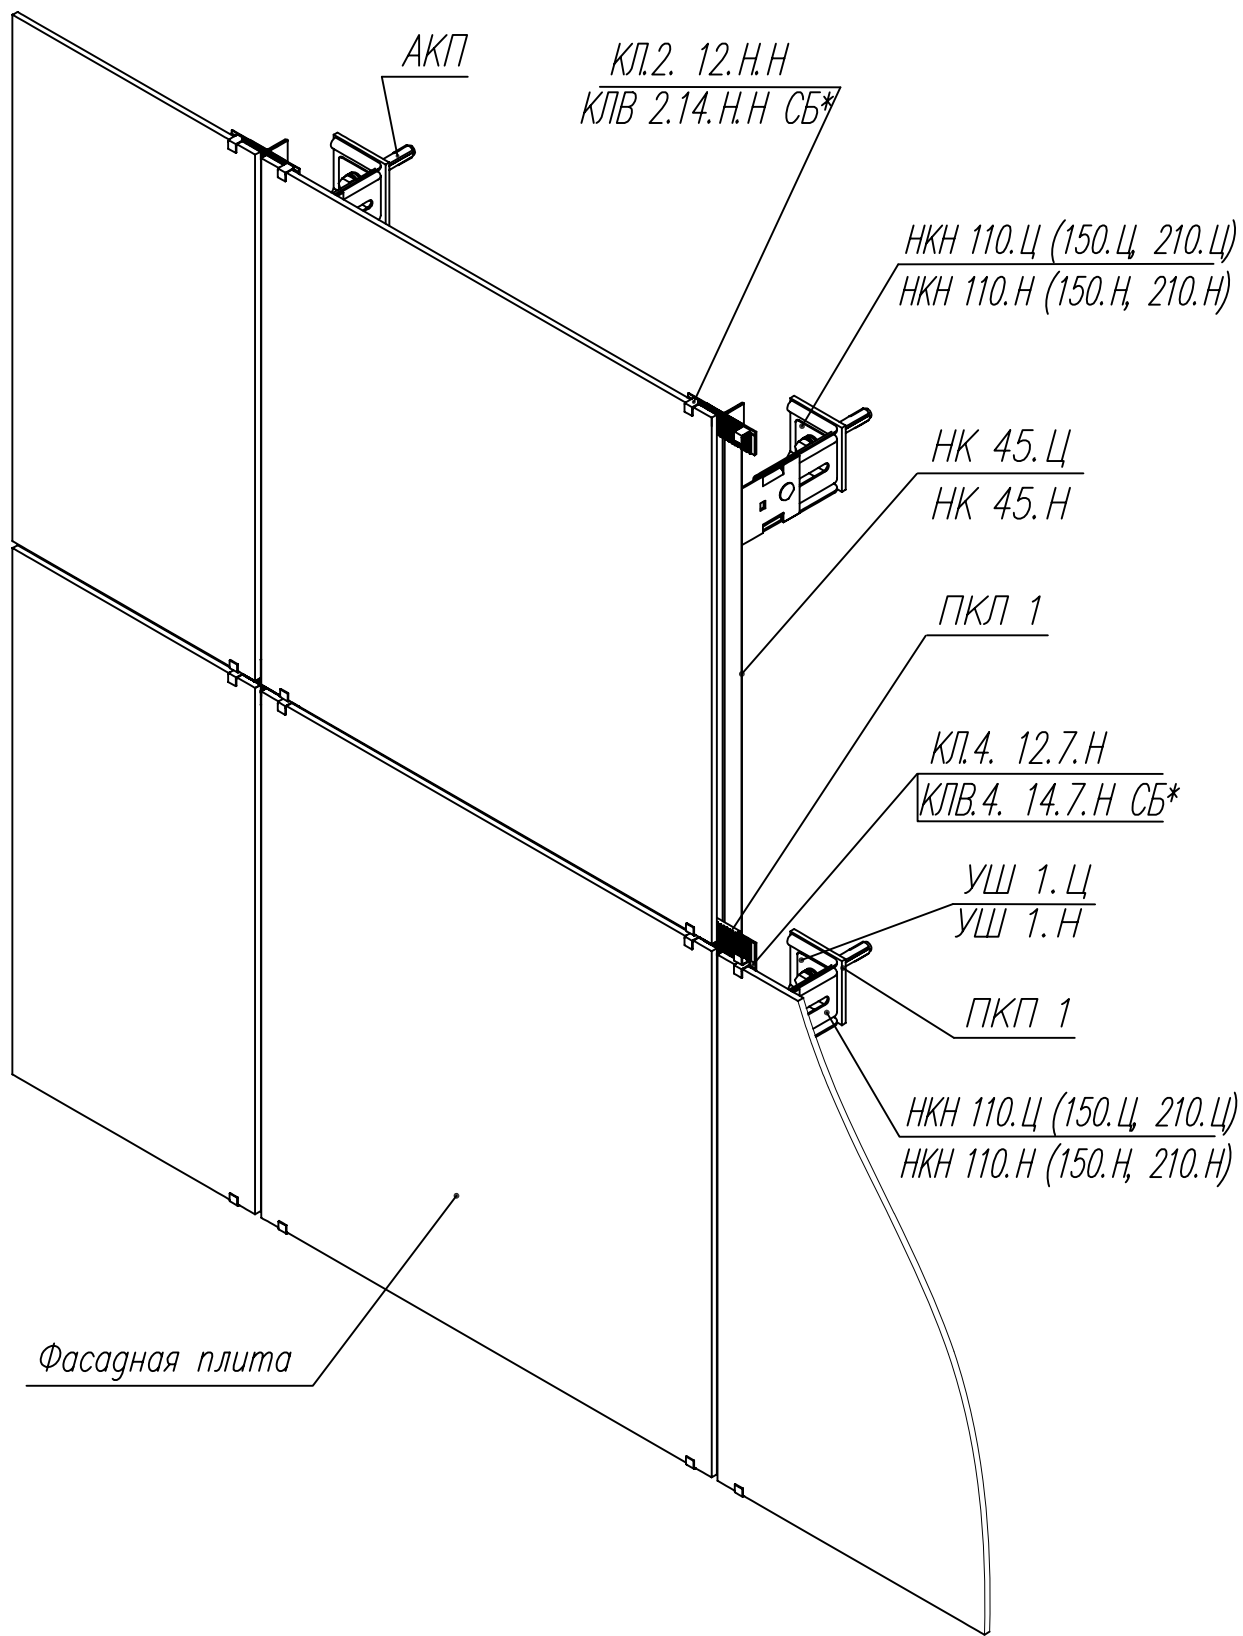 АКП
КЛ.2. 12.Н.Н
КЛВ 2.14.Н.Н СБ*
НКН 110.Ц (150.Ц, 210.Ц)
НКН 110.Н (150.Н, 210.Н)
НК 45.Ц
НК 45.Н
ПКЛ 1
КЛ.4. 12.7.Н
КЛВ.4. 14.7.Н СБ*
УШ 1.Ц
УШ 1.Н
ПКП 1
НКН 110.Ц (150.Ц, 210.Ц)
НКН 110.Н (150.Н, 210.Н)
Фасадная плита